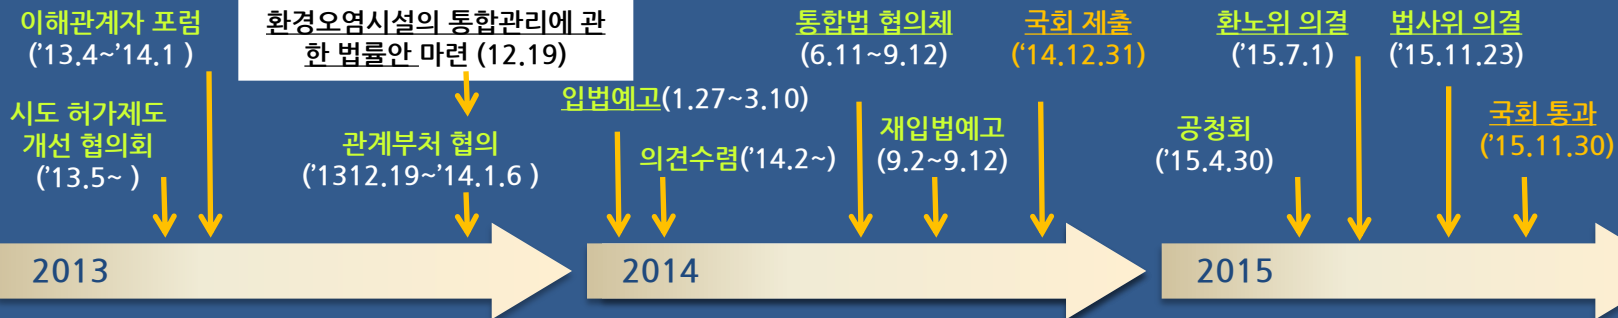 이해관계자 포럼
('13.4~'14.1 )
시도 허가제도
개선 협의회
('13.5~ )
환경오염시설의 통합관리에 관
한 법률안 마련 (12.19)
관계부처 협의
('1312.19~'14.1.6 )
입법예고(1.27~3.10)
의견수렴('14.2~)
통합법 협의체
(6.11~9.12)
재입법예고
(9.2~9.12)
국회 제출
('14.12.31)
공청회
('15.4.30)
환노위 의결
('15.7.1)
법사위 의결
('15.11.23)
국회 통과
('15.11.30)
2013
2014
2015